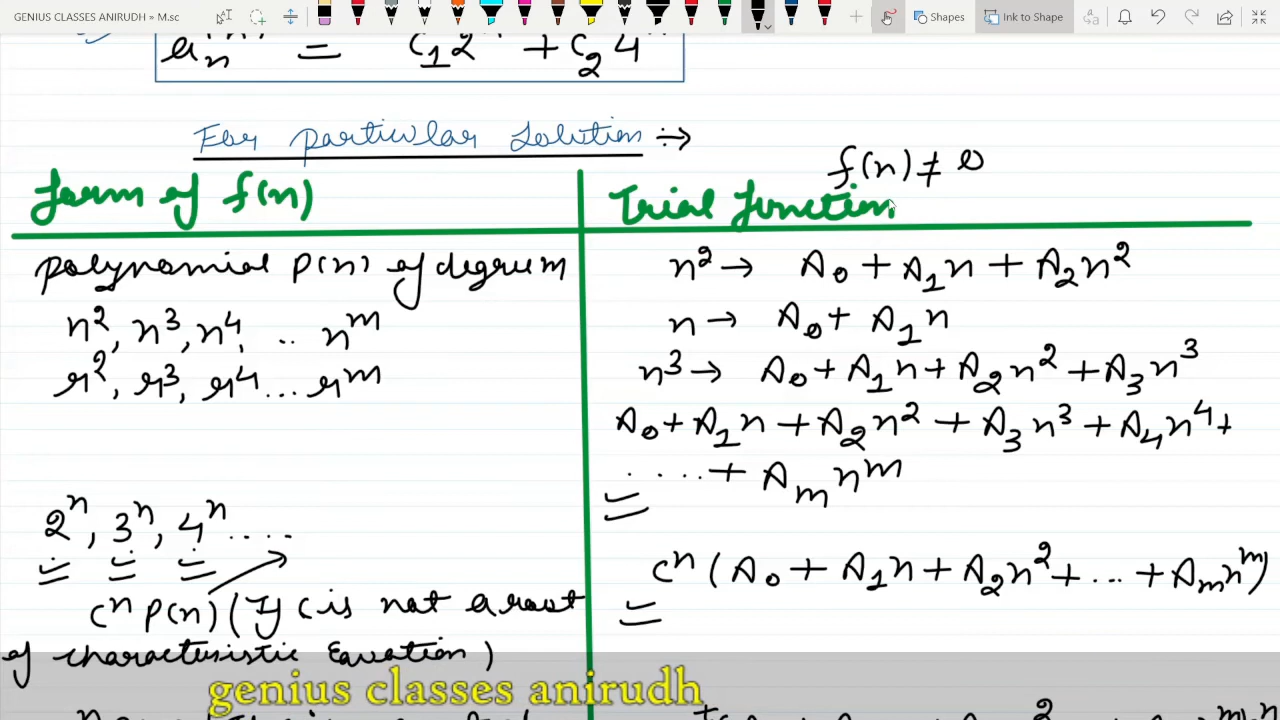 GENIUS CLASSES ANIRUDH » M.sc
Shapes
Ink to Shape
= C₁2 + C₂4
For particular Solution :→
f(n) ≠ 0
form of f(n)
Trial function
polynomial P(n) of degree m
n² → A₀ + A₁n + A₂n²
n², n³, n⁴, .. nᵐ
n → A₀ + A₁n
r², r³, r⁴ ... rᵐ
n³ → A₀ + A₁n + A₂n² + A₃n³
A₀ + A₁n + A₂n² + A₃n³ + A₄n⁴ +
..... + Aₘnᵐ
2ⁿ, 3ⁿ, 4ⁿ ....
cⁿ (A₀ + A₁n + A₂n² + ... + Aₘnᵐ)
cⁿ P(n) (If C is not a root
of characteristic Equation)
genius classes anirudh